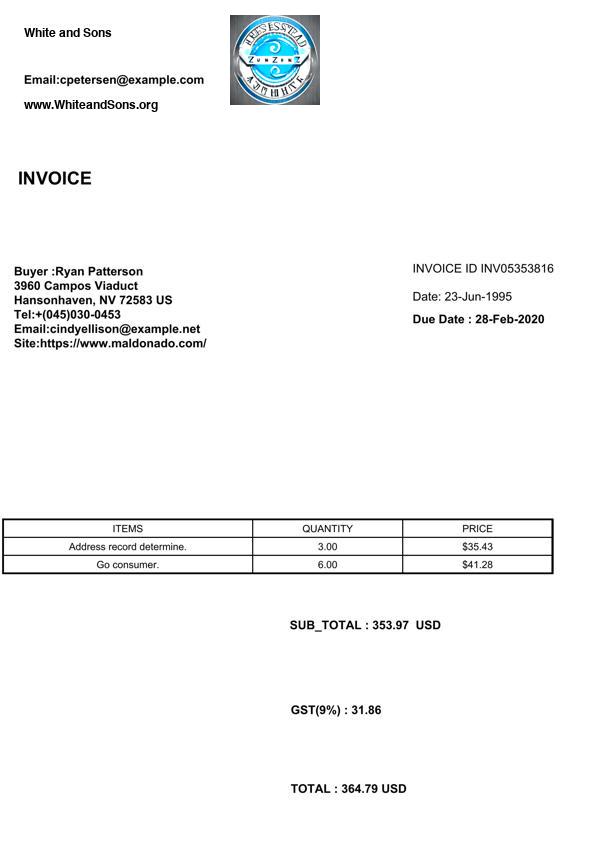 White and Sons
Email:cpetersen@example.com
www.WhiteandSons.org
ZunZenZ
INVOICE
Buyer :Ryan Patterson
3960 Campos Viaduct
Hansonhaven, NV 72583 US
Tel:+(045)030-0453
Email:cindyellison@example.net
Site:https://www.maldonado.com/
INVOICE ID INV05353816
Date: 23-Jun-1995
Due Date : 28-Feb-2020
ITEMS QUANTITY PRICE
Address record determine. 3.00 $35.43
Go consumer. 6.00 $41.28
SUB_TOTAL : 353.97 USD
GST(9%) : 31.86
TOTAL : 364.79 USD